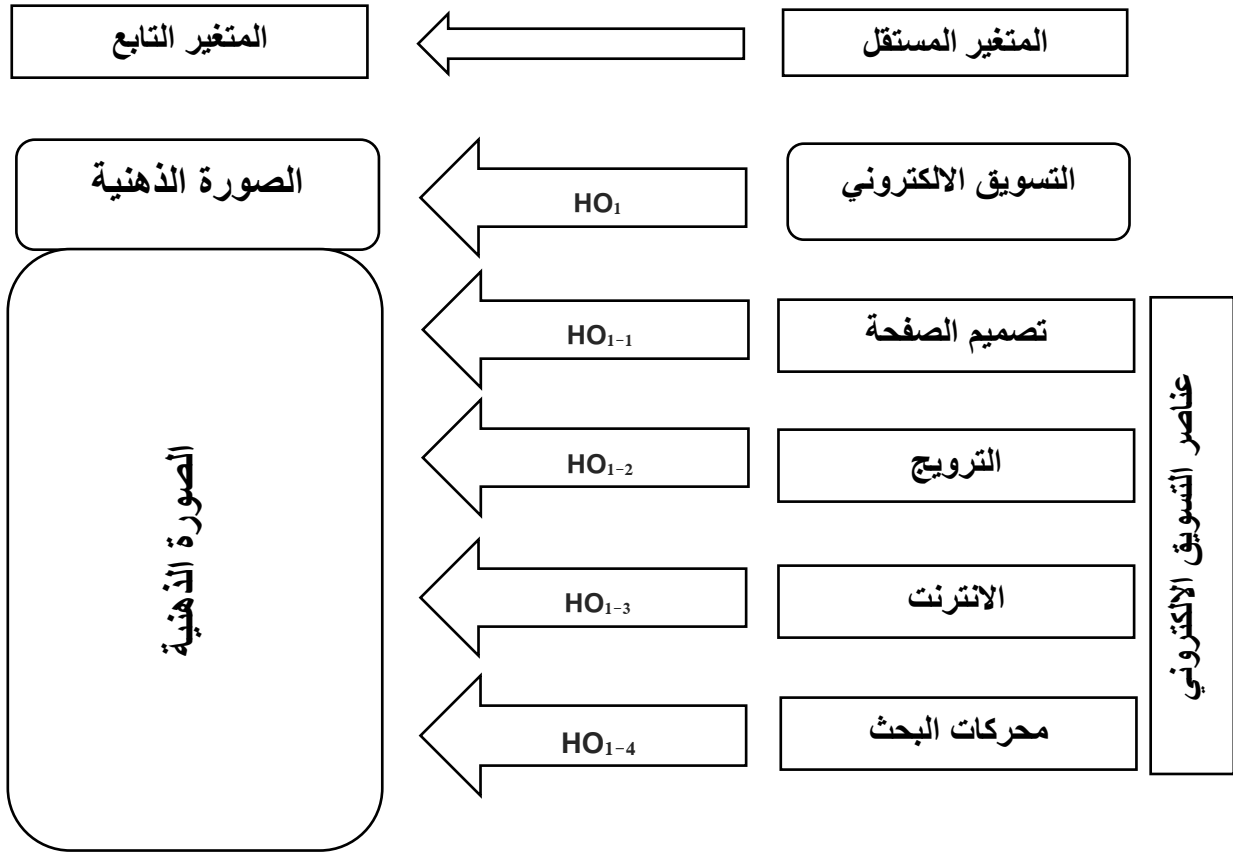 المتغير المستقل
المتغير التابع
التسويق الالكتروني
HO₁
الصورة الذهنية
عناصر التسويق الالكتروني
تصميم الصفحة
HO₁₋₁
الترويج
HO₁₋₂
الانترنت
HO₁₋₃
محركات البحث
HO₁₋₄
الصورة الذهنية